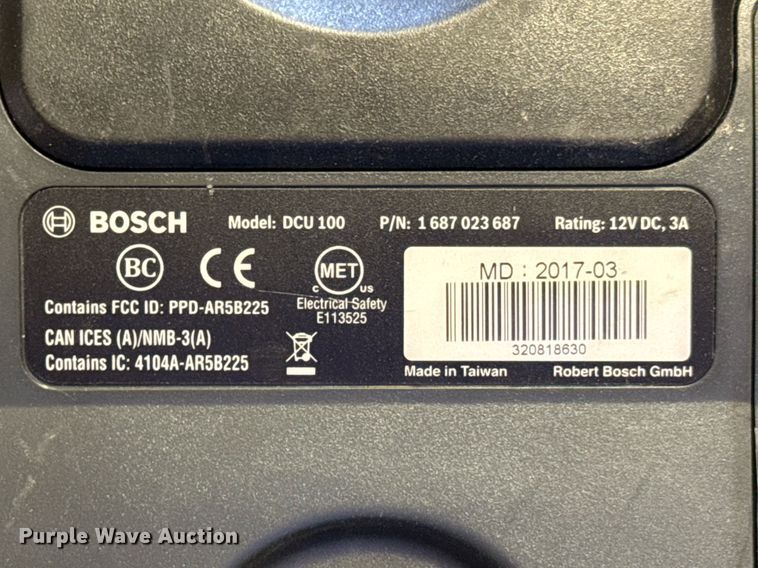 BOSCH Model: DCU 100 P/N: 1 687 023 687 Rating: 12V DC, 3A
BC CE c MET us
Electrical Safety
E113525
Contains FCC ID: PPD-AR5B225
CAN ICES (A)/NMB-3(A)
Contains IC: 4104A-AR5B225
MD : 2017-03
320818630
Made in Taiwan Robert Bosch GmbH
Purple Wave Auction